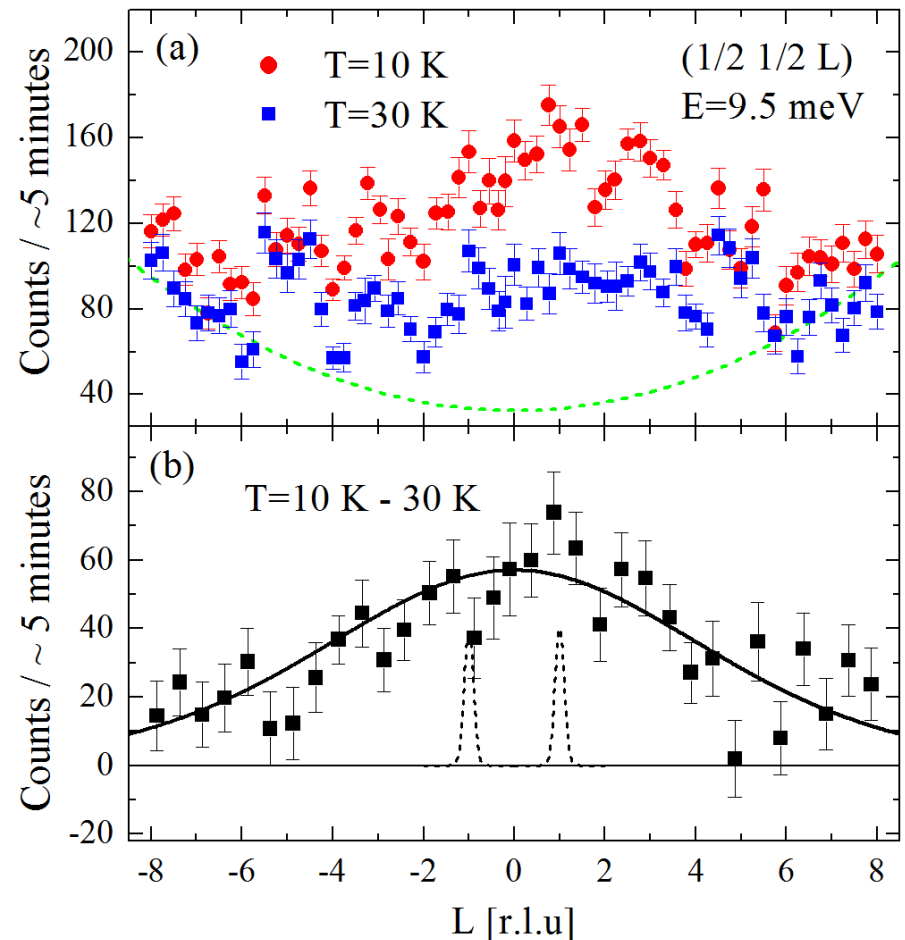 (a)
T=10 K
T=30 K
(1/2 1/2 L)
E=9.5 meV
Counts / ~5 minutes
200
160
120
80
40
(b)
T=10 K - 30 K
Counts / ~ 5 minutes
80
60
40
20
0
-20
-8 -6 -4 -2 0 2 4 6 8
L [r.l.u]